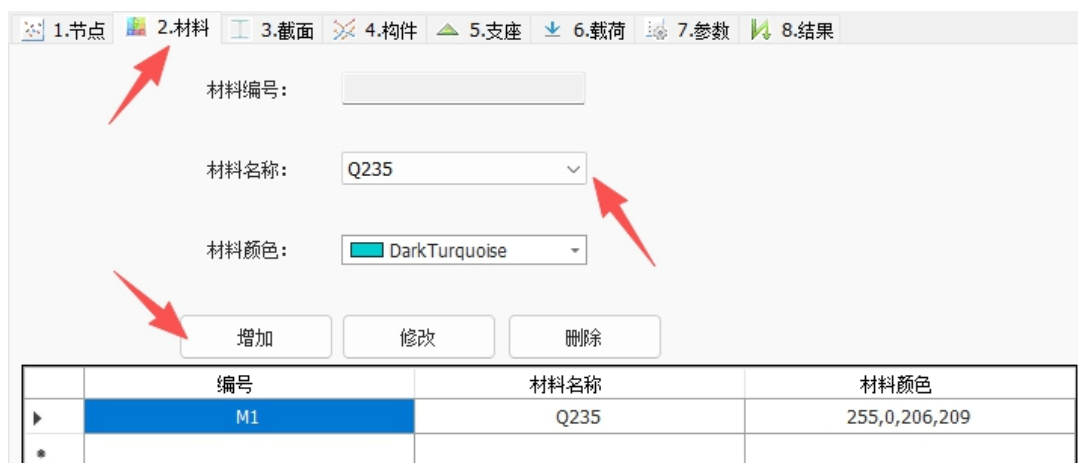 1.节点 2.材料 3.截面 4.构件 5.支座 6.载荷 7.参数 8.结果
材料编号：
材料名称： Q235
材料颜色： DarkTurquoise
增加 修改 删除
编号 材料名称 材料颜色
M1 Q235 255,0,206,209